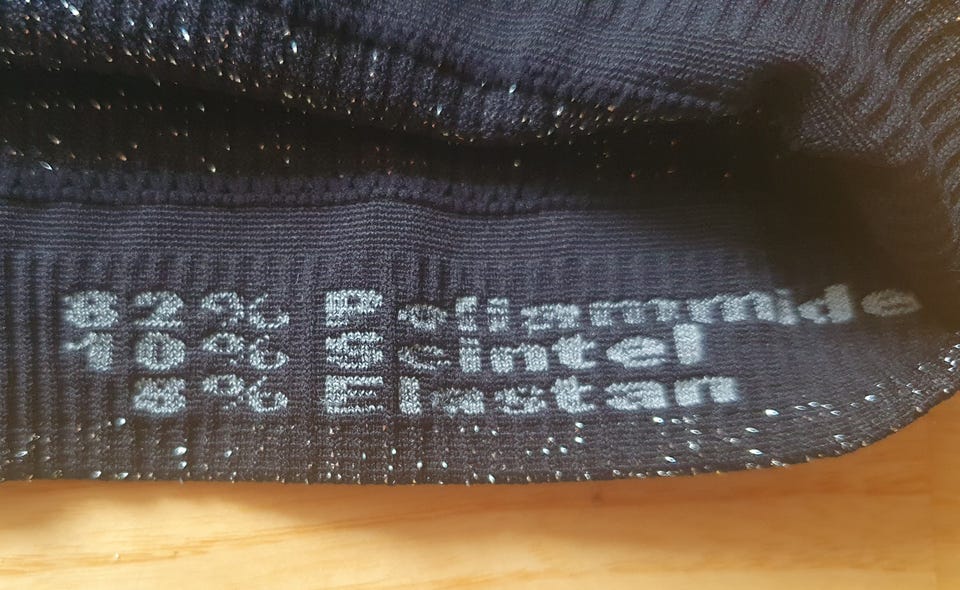 82% Poliammide
10% Scintel
8% Elastan